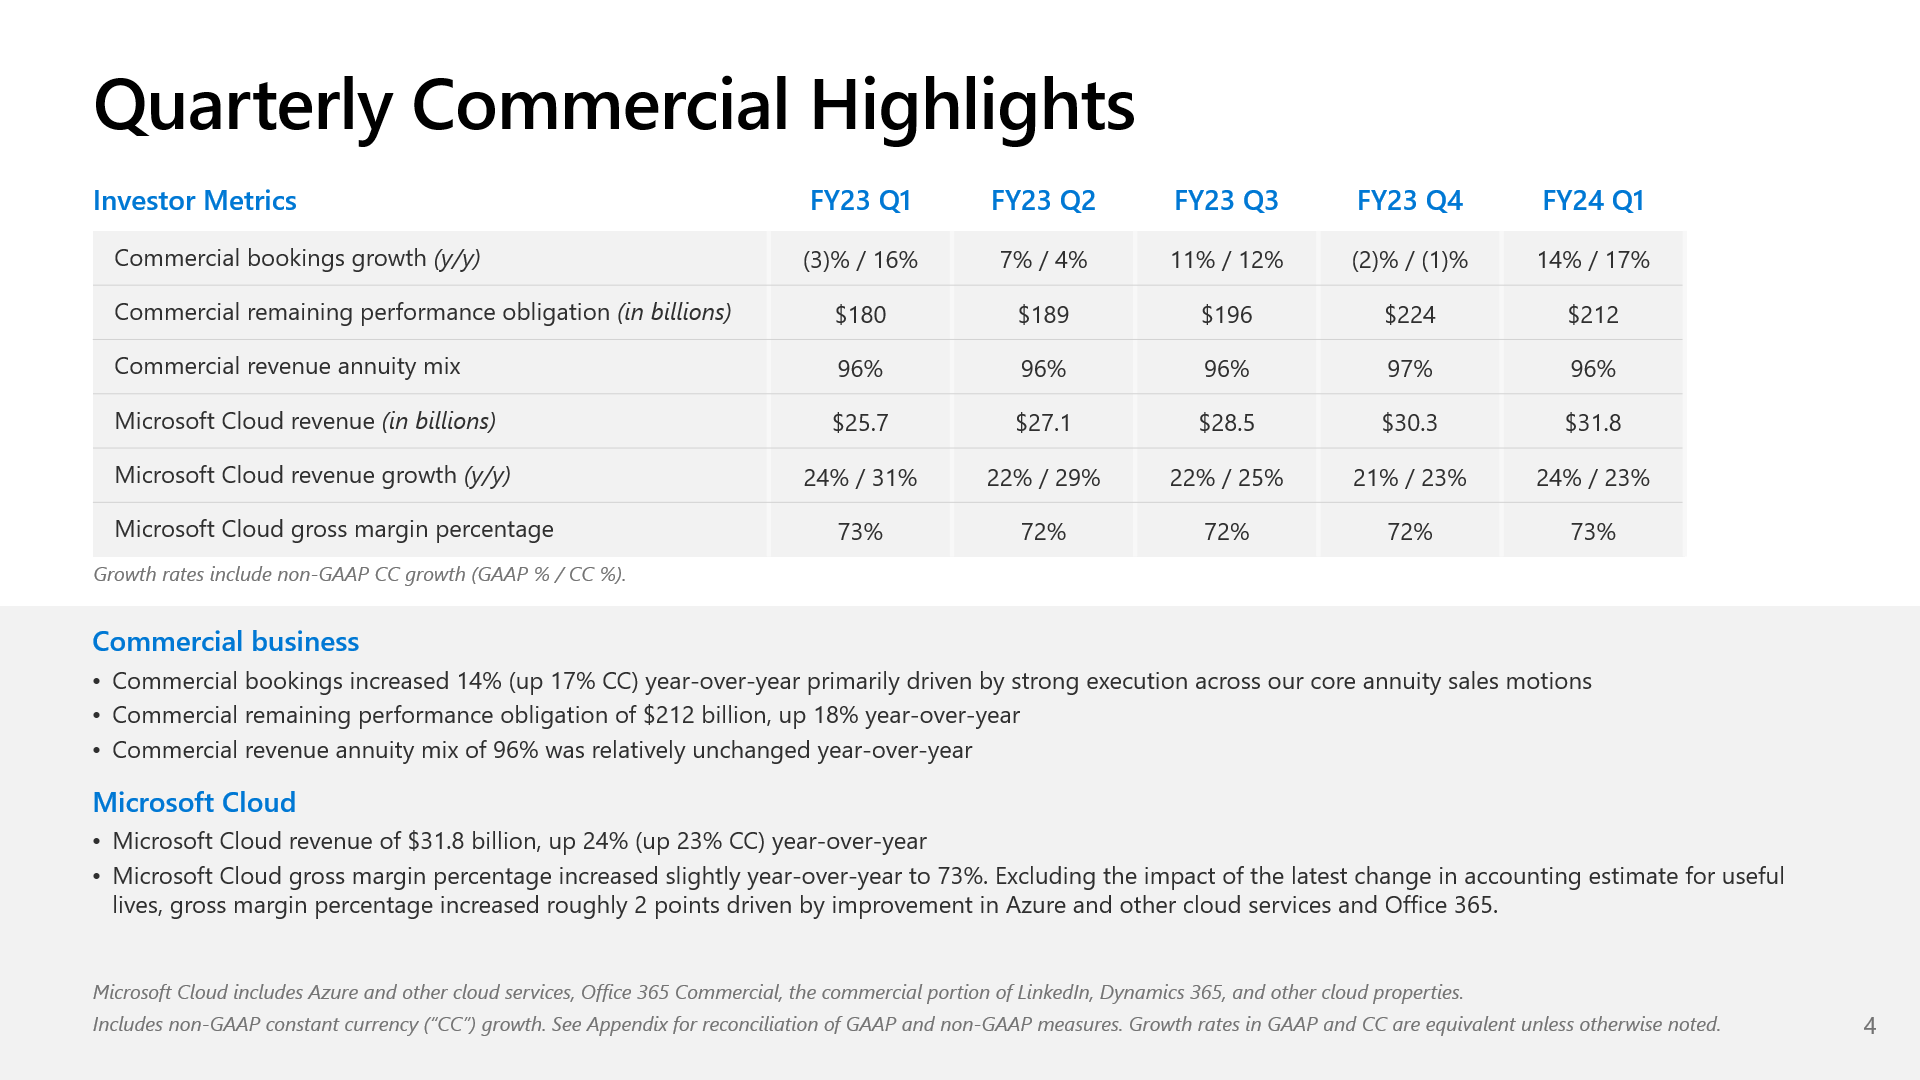 Quarterly Commercial Highlights
Investor Metrics FY23 Q1 FY23 Q2 FY23 Q3 FY23 Q4 FY24 Q1
Commercial bookings growth (y/y) (3)% / 16% 7% / 4% 11% / 12% (2)% / (1)% 14% / 17%
Commercial remaining performance obligation (in billions) $180 $189 $196 $224 $212
Commercial revenue annuity mix 96% 96% 96% 97% 96%
Microsoft Cloud revenue (in billions) $25.7 $27.1 $28.5 $30.3 $31.8
Microsoft Cloud revenue growth (y/y) 24% / 31% 22% / 29% 22% / 25% 21% / 23% 24% / 23%
Microsoft Cloud gross margin percentage 73% 72% 72% 72% 73%
Growth rates include non-GAAP CC growth (GAAP % / CC %).
Commercial business
• Commercial bookings increased 14% (up 17% CC) year-over-year primarily driven by strong execution across our core annuity sales motions
• Commercial remaining performance obligation of $212 billion, up 18% year-over-year
• Commercial revenue annuity mix of 96% was relatively unchanged year-over-year
Microsoft Cloud
• Microsoft Cloud revenue of $31.8 billion, up 24% (up 23% CC) year-over-year
• Microsoft Cloud gross margin percentage increased slightly year-over-year to 73%. Excluding the impact of the latest change in accounting estimate for useful
lives, gross margin percentage increased roughly 2 points driven by improvement in Azure and other cloud services and Office 365.
Microsoft Cloud includes Azure and other cloud services, Office 365 Commercial, the commercial portion of LinkedIn, Dynamics 365, and other cloud properties.
Includes non-GAAP constant currency (“CC”) growth. See Appendix for reconciliation of GAAP and non-GAAP measures. Growth rates in GAAP and CC are equivalent unless otherwise noted.
4